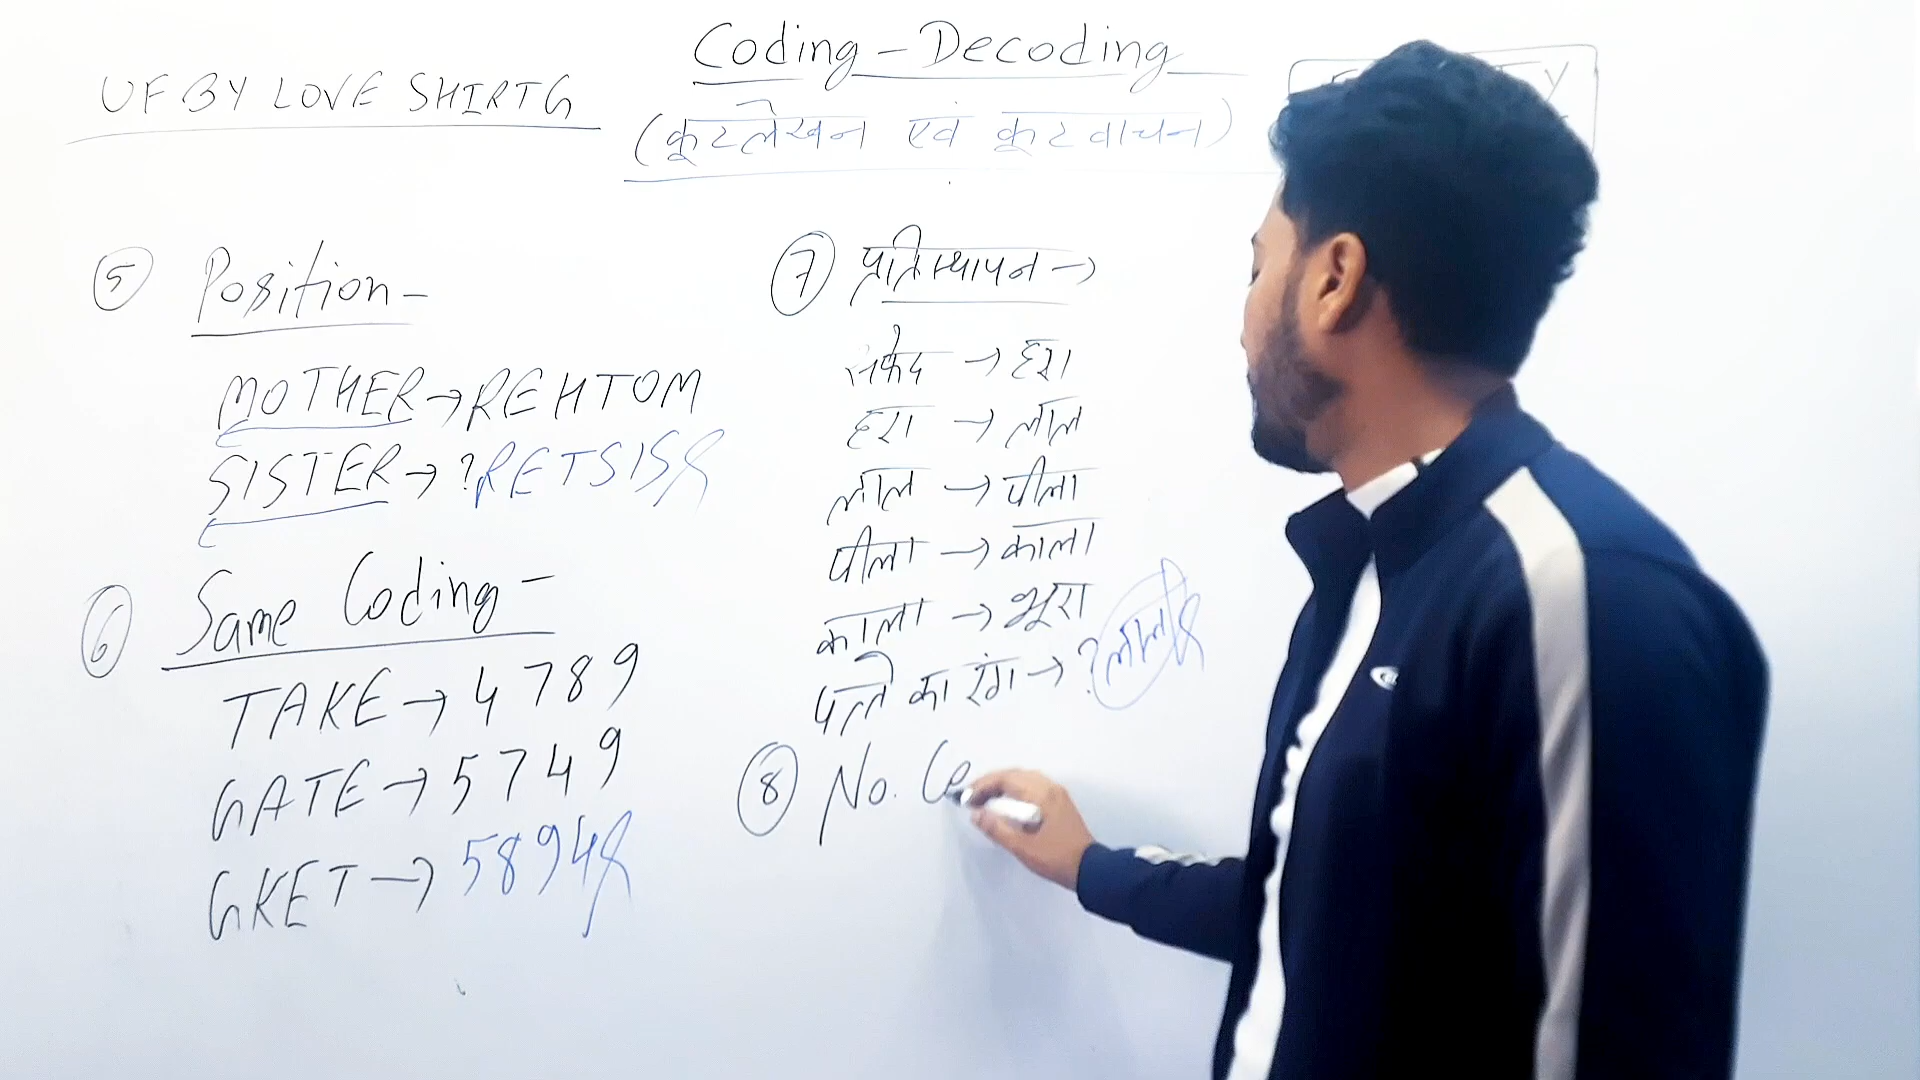 Coding - Decoding
UF BY LOVE SHIRTG
(कूटलेखन एवं कूटवाचन)
⑤ Position -
MOTHER → REHTOM
SISTER → ? RETSIS
⑥ Same Coding -
TAKE → 4789
GATE → 5749
GKET → 5894
⑦ प्रतिस्थापन →
सफेद → हरा
हरा → लाल
लाल → पीला
पीला → काला
काला → भूरा
पत्ते का रंग → ? लाल
⑧ No.